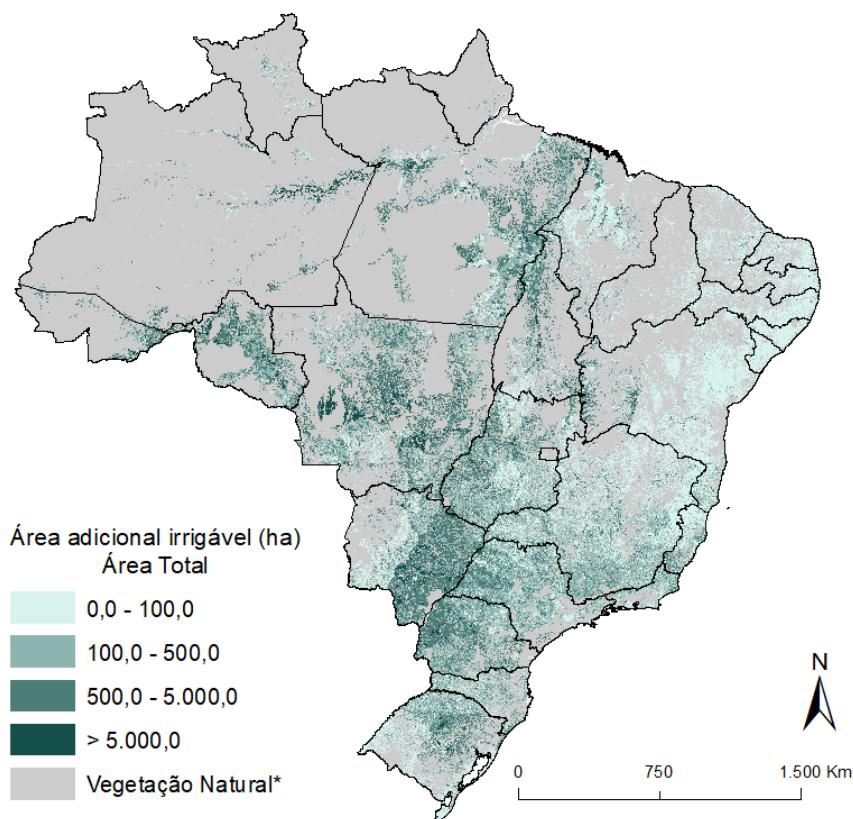 Área adicional irrigável (ha)
Área Total
0,0 - 100,0
100,0 - 500,0
500,0 - 5.000,0
> 5.000,0
Vegetação Natural*
N
0 750 1.500 Km